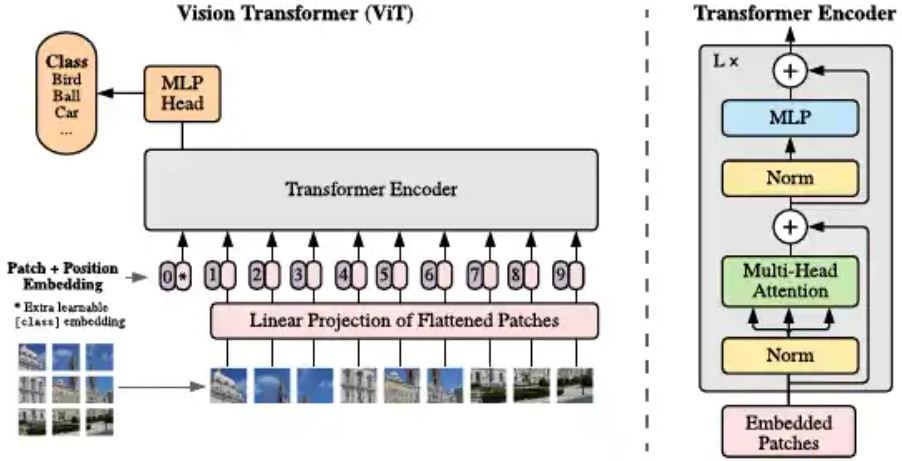 Vision Transformer (ViT)
Class
Bird
Ball
Car
...
MLP
Head
Transformer Encoder
Patch + Position
Embedding
* Extra learnable
[class] embedding
0 * 1 2 3 4 5 6 7 8 9
Linear Projection of Flattened Patches
Transformer Encoder
L ×
+
MLP
Norm
+
Multi-Head
Attention
Norm
Embedded
Patches